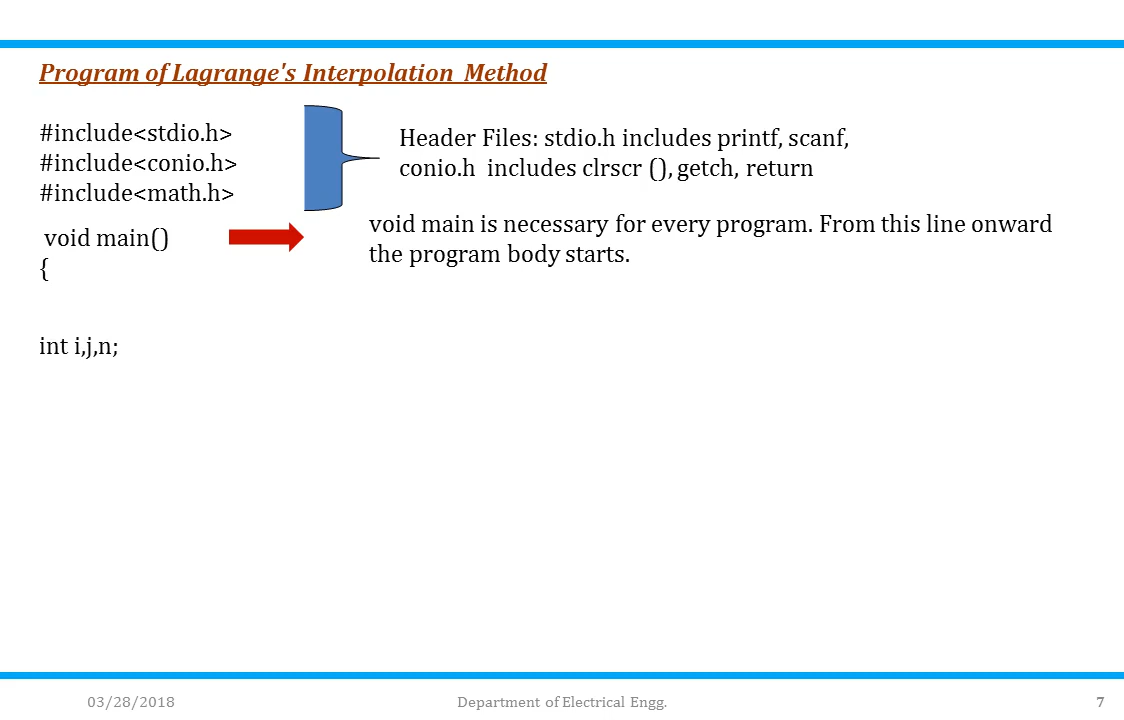 Program of Lagrange's Interpolation Method
#include<stdio.h>
#include<conio.h>
#include<math.h>
Header Files: stdio.h includes printf, scanf,
conio.h includes clrscr (), getch, return
void main()
{
void main is necessary for every program. From this line onward
the program body starts.
int i,j,n;
03/28/2018
Department of Electrical Engg.
7